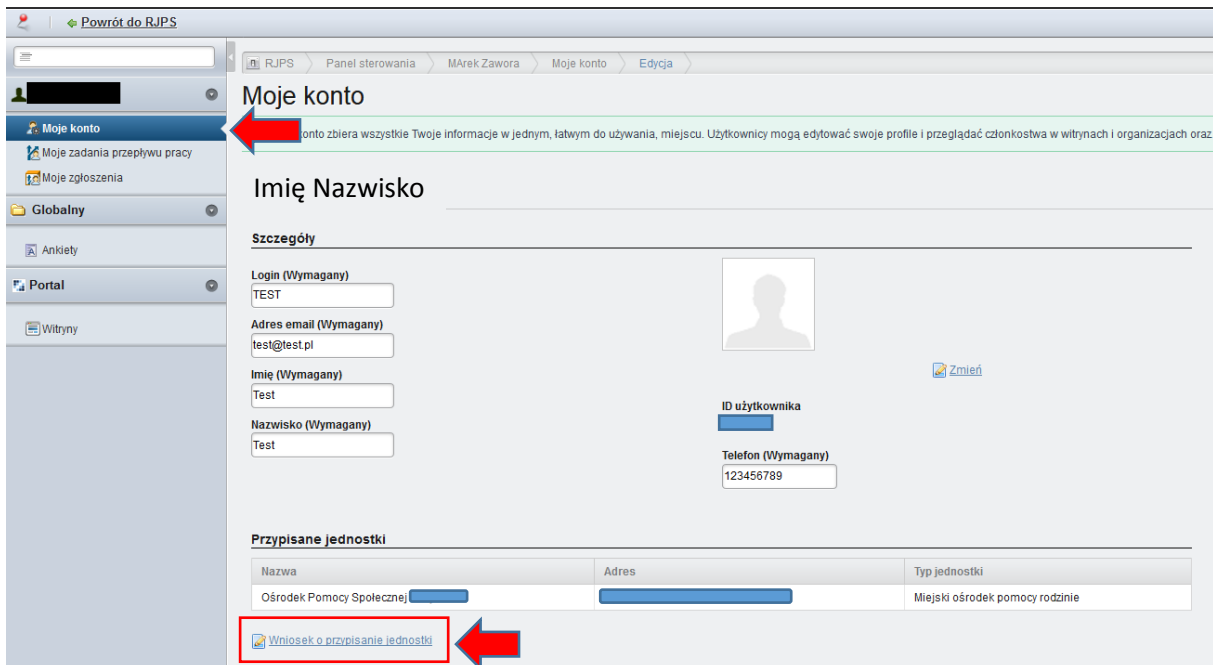 Powrót do RJPS
RJPS Panel sterowania MArek Zawora Moje konto Edycja
Moje konto
Moje zadania przepływu pracy
Moje zgłoszenia
Globalny
Ankiety
Portal
Witryny
Moje konto
onto zbiera wszystkie Twoje informacje w jednym, łatwym do używania, miejscu. Użytkownicy mogą edytować swoje profile i przeglądać członkostwa w witrynach i organizacjach oraz
Imię Nazwisko
Szczegóły
Login (Wymagany)
TEST
Adres email (Wymagany)
test@test.pl
Imię (Wymagany)
Test
Nazwisko (Wymagany)
Test
Zmień
ID użytkownika
Telefon (Wymagany)
123456789
Przypisane jednostki
Nazwa Adres Typ jednostki
Ośrodek Pomocy Społecznej Miejski ośrodek pomocy rodzinie
Wniosek o przypisanie jednostki